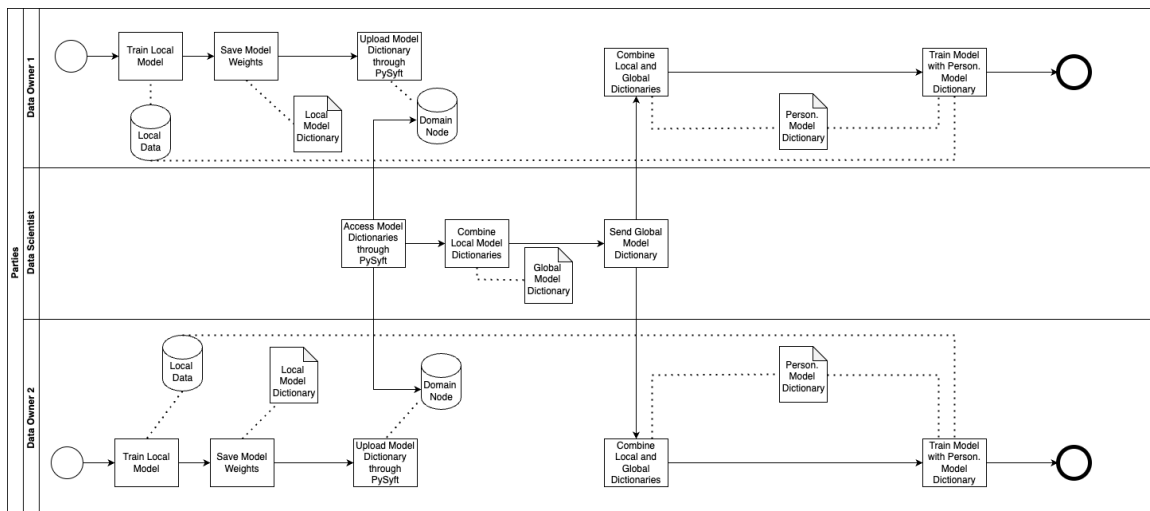 Parties
Data Owner 1
Train Local
Model
Save Model
Weights
Upload Model
Dictionary
through
PySyft
Local
Data
Local
Model
Dictionary
Domain
Node
Combine
Local and
Global
Dictionaries
Person.
Model
Dictionary
Train Model
with Person.
Model
Dictionary
Data Scientist
Access Model
Dictionaries
through
PySyft
Combine
Local Model
Dictionaries
Global
Model
Dictionary
Send Global
Model
Dictionary
Data Owner 2
Local
Data
Local
Model
Dictionary
Domain
Node
Person.
Model
Dictionary
Train Local
Model
Save Model
Weights
Upload Model
Dictionary
through
PySyft
Combine
Local and
Global
Dictionaries
Train Model
with Person.
Model
Dictionary